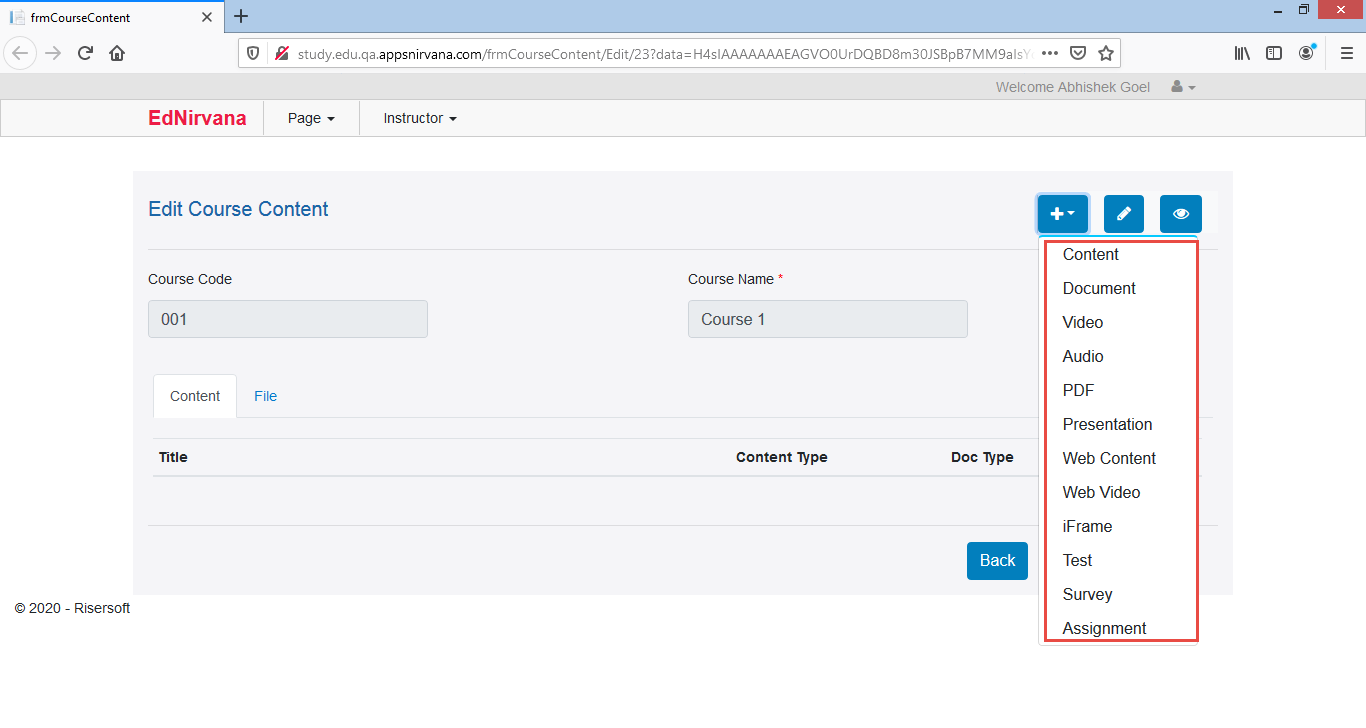 frmCourseContent
study.edu.qa.appsnirvana.com/frmCourseContent/Edit/23?data=H4sIAAAAAAAEAGVO0UrDQBD8m30JSBpB7MM9aIsY
Welcome Abhishek Goel
EdNirvana Page Instructor
Edit Course Content
Course Code Course Name *
001 Course 1
Content File
Title Content Type Doc Type
Content
Document
Video
Audio
PDF
Presentation
Web Content
Web Video
iFrame
Test
Survey
Assignment
Back
© 2020 - Risersoft